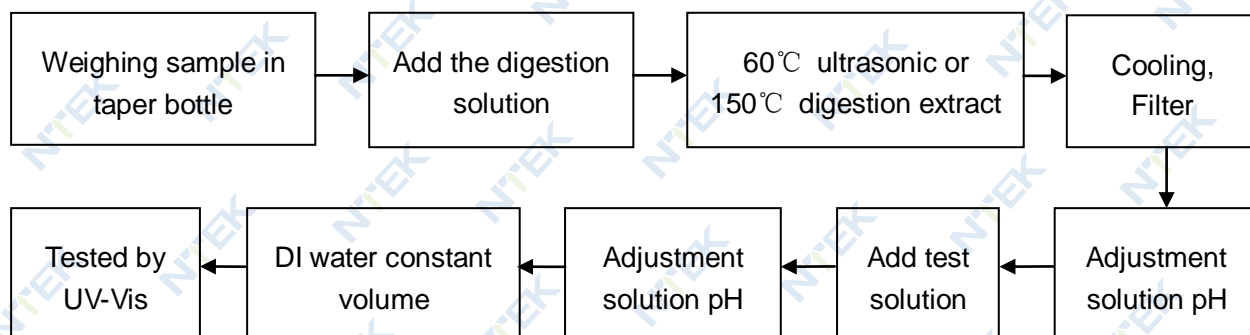 Weighing sample in
taper bottle
Add the digestion
solution
60℃ ultrasonic or
150℃ digestion extract
Cooling,
Filter
Adjustment
solution pH
Add test
solution
Adjustment
solution pH
DI water constant
volume
Tested by
UV-Vis
NTEK